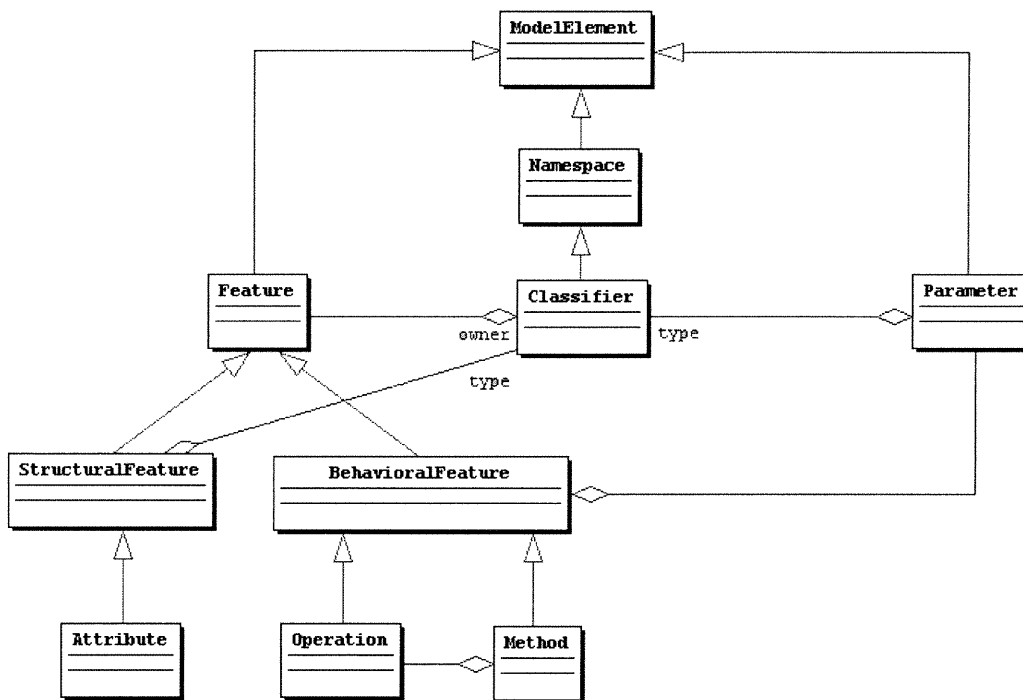 ModelElement
Namespace
Feature
Classifier
Parameter
owner
type
type
StructuralFeature
BehavioralFeature
Attribute
Operation
Method